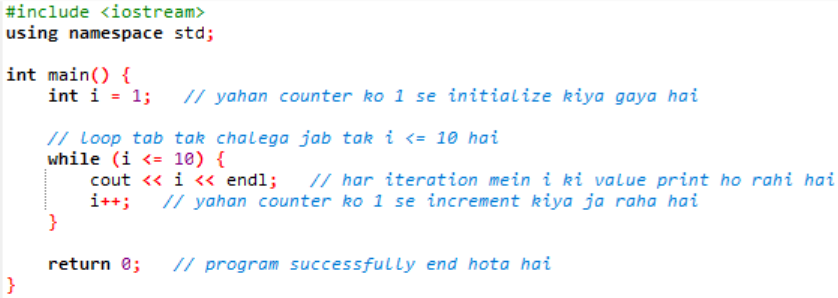 #include <iostream>
using namespace std;
int main() {
int i = 1; // yahan counter ko 1 se initialize kiya gaya hai
// loop tab tak chalega jab tak i <= 10 hai
while (i <= 10) {
cout << i << endl; // har iteration mein i ki value print ho rahi hai
i++; // yahan counter ko 1 se increment kiya ja raha hai
}
return 0; // program successfully end hota hai
}